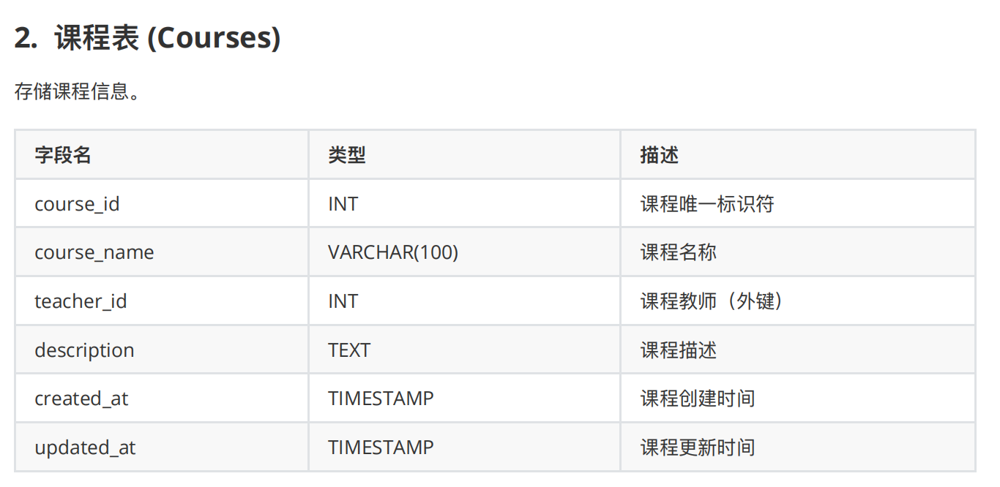 2. 课程表 (Courses)
存储课程信息。
字段名 类型 描述
course_id INT 课程唯一标识符
course_name VARCHAR(100) 课程名称
teacher_id INT 课程教师（外键）
description TEXT 课程描述
created_at TIMESTAMP 课程创建时间
updated_at TIMESTAMP 课程更新时间